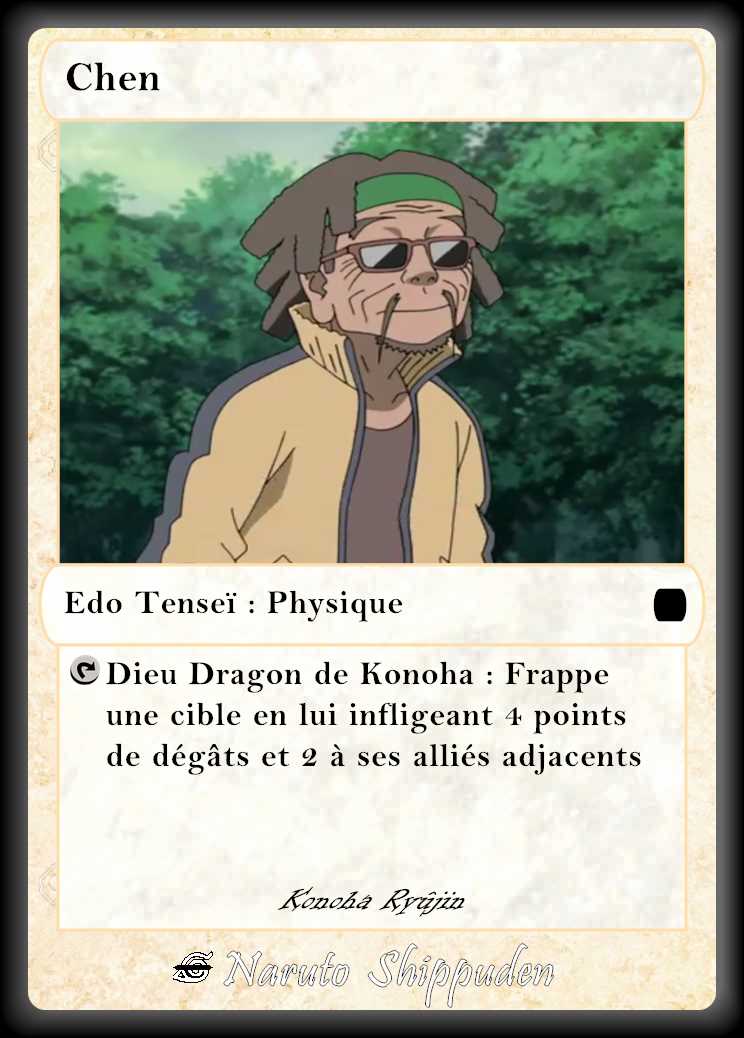 Chen
Edo Tenseï : Physique
Dieu Dragon de Konoha : Frappe
une cible en lui infligeant 4 points
de dégâts et 2 à ses alliés adjacents
Konoha Ryûjin
Naruto Shippuden